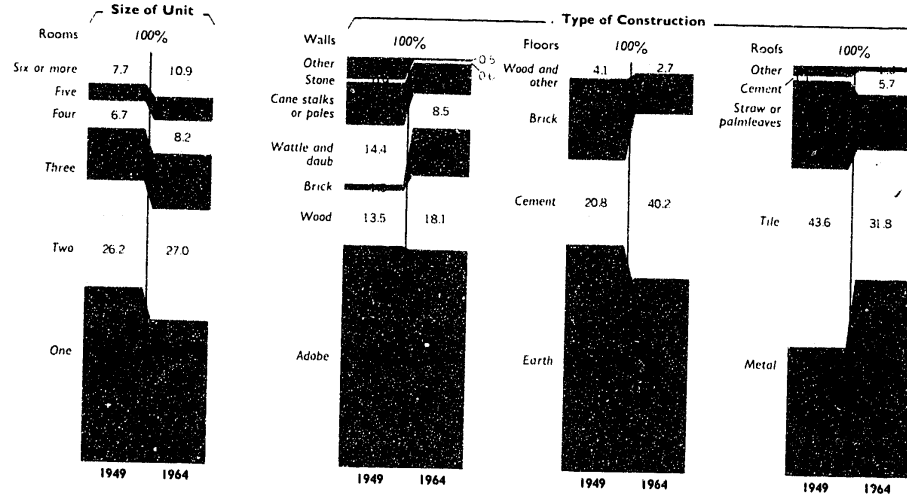 Size of Unit
Type of Construction
Rooms
100%
Six or more 7.7 10.9
Five
Four 6.7
8.2
Three
Two 26.2 27.0
One
1949 1964
Walls
100%
Other 0.5
Stone
Cane stalks
or poles 8.5
Wattle and
daub 14.4
Brick
Wood 13.5 18.1
Adobe
1949 1964
Floors
100%
Wood and
other 4.1 2.7
Brick
Cement 20.8 40.2
Earth
1949 1964
Roofs
100%
Other
Cement 5.7
Straw or
palmleaves
Tile 43.6 31.8
Metal
1949 1964